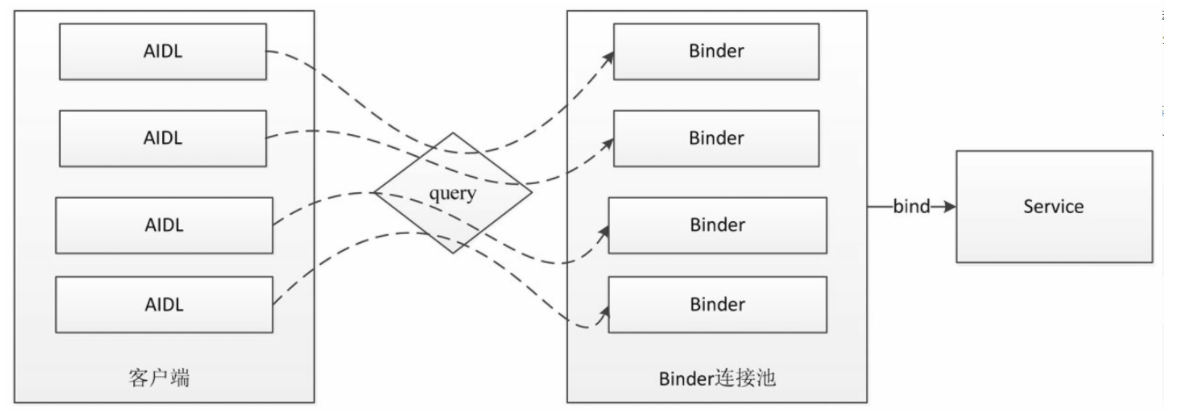 AIDL
AIDL
AIDL
AIDL
客户端
query
Binder
Binder
Binder
Binder
Binder连接池
bind
Service